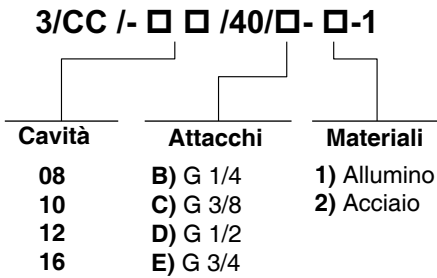 3/CC /- □ □ /40/□- □-1
Cavità Attacchi Materiali
08 B) G 1/4 1) Allumino
10 C) G 3/8 2) Acciaio
12 D) G 1/2
16 E) G 3/4